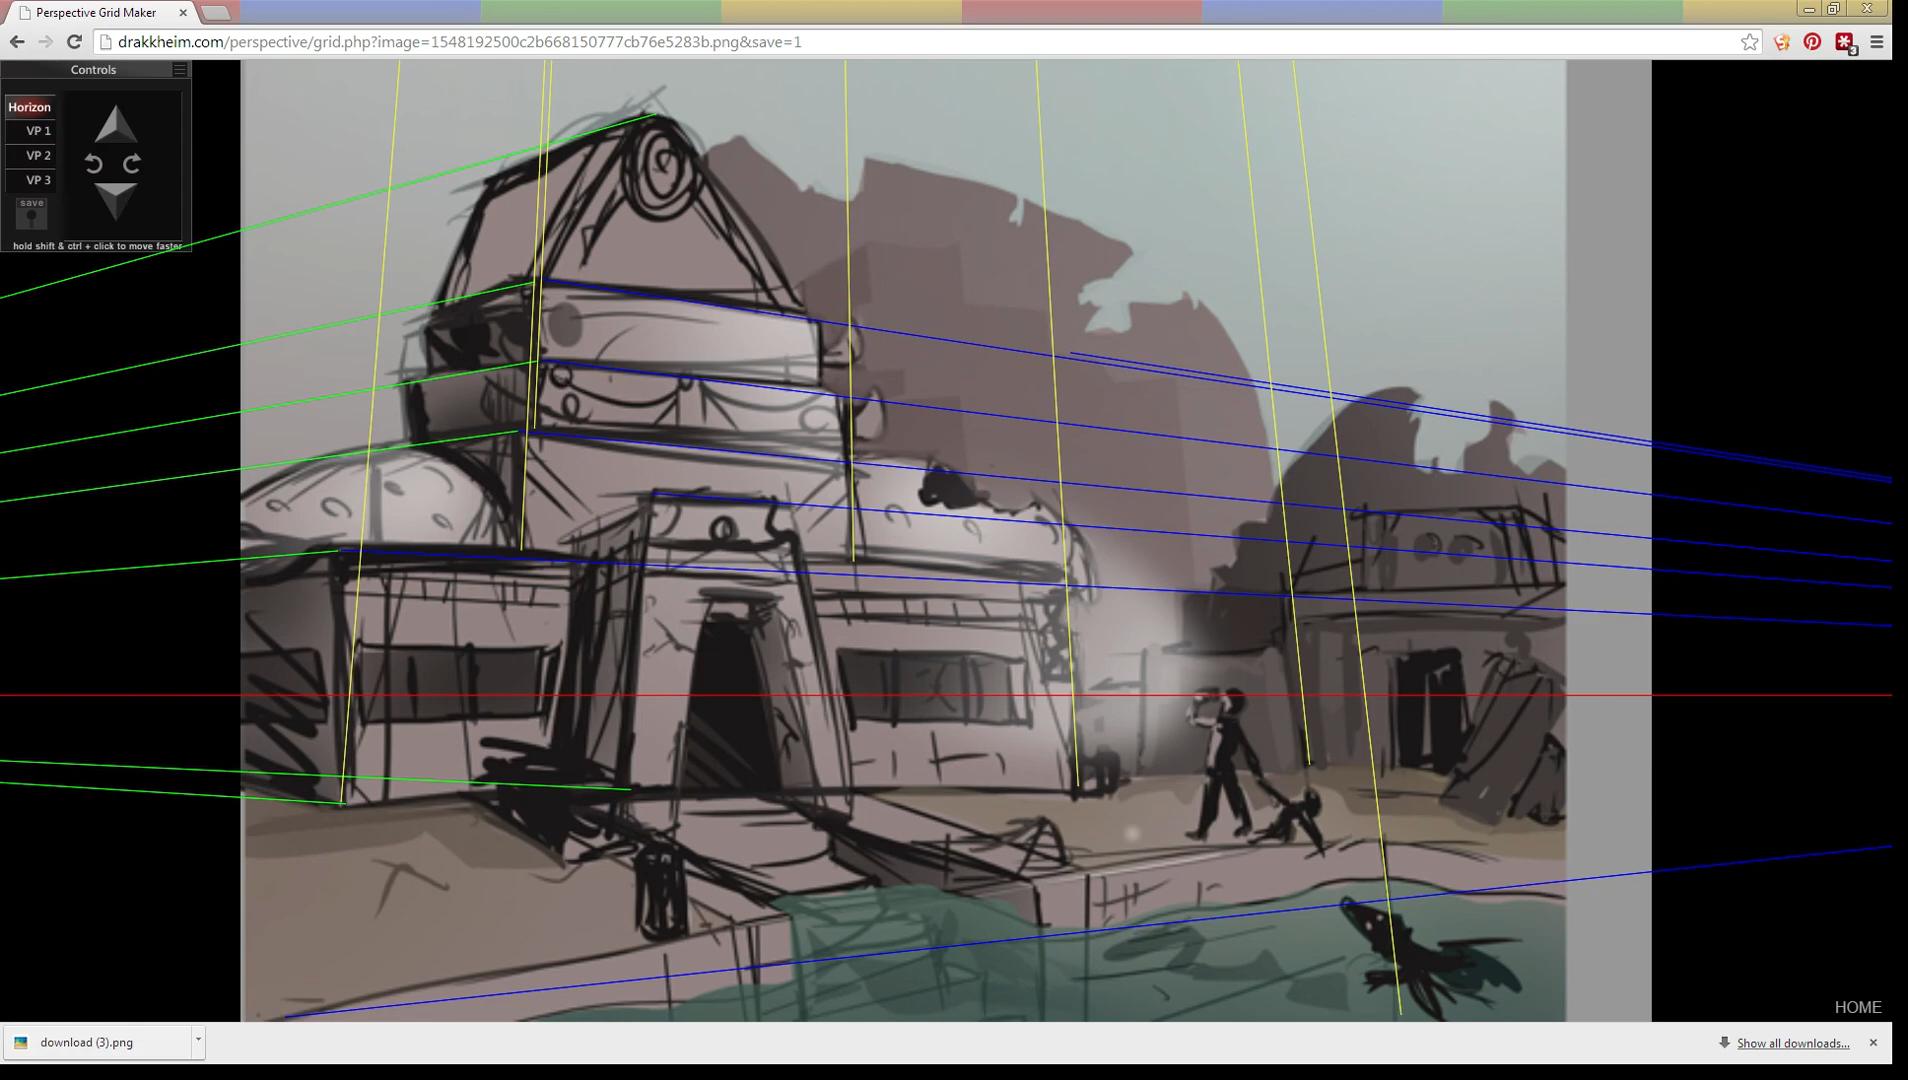 Perspective Grid Maker
drakkheim.com/perspective/grid.php?image=1548192500c2b668150777cb76e5283b.png&save=1
3
Controls
Horizon
VP 1
VP 2
VP 3
save
hold shift & ctrl + click to move faster
HOME
download (3).png
Show all downloads...